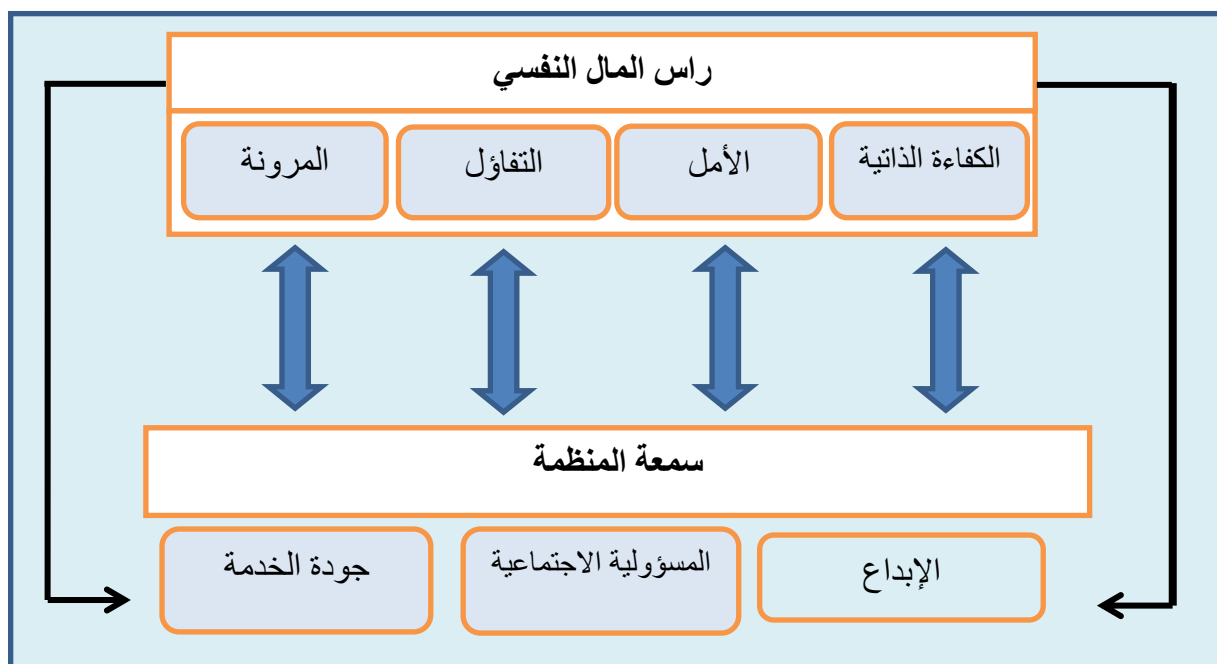 راس المال النفسي
الكفاءة الذاتية
الأمل
التفاؤل
المرونة
سمعة المنظمة
الإبداع
المسؤولية الاجتماعية
جودة الخدمة